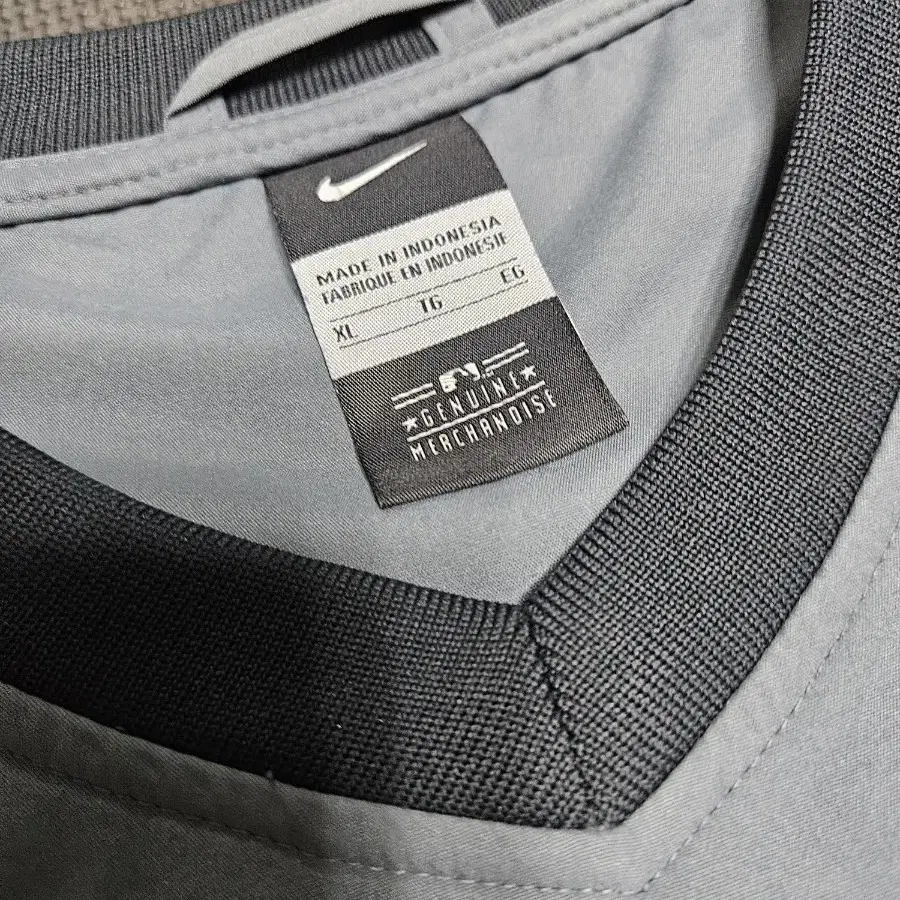 MADE IN INDONESIA
FABRIQUE EN INDONESIE
XL TG EG
GENUINE
MERCHANDISE